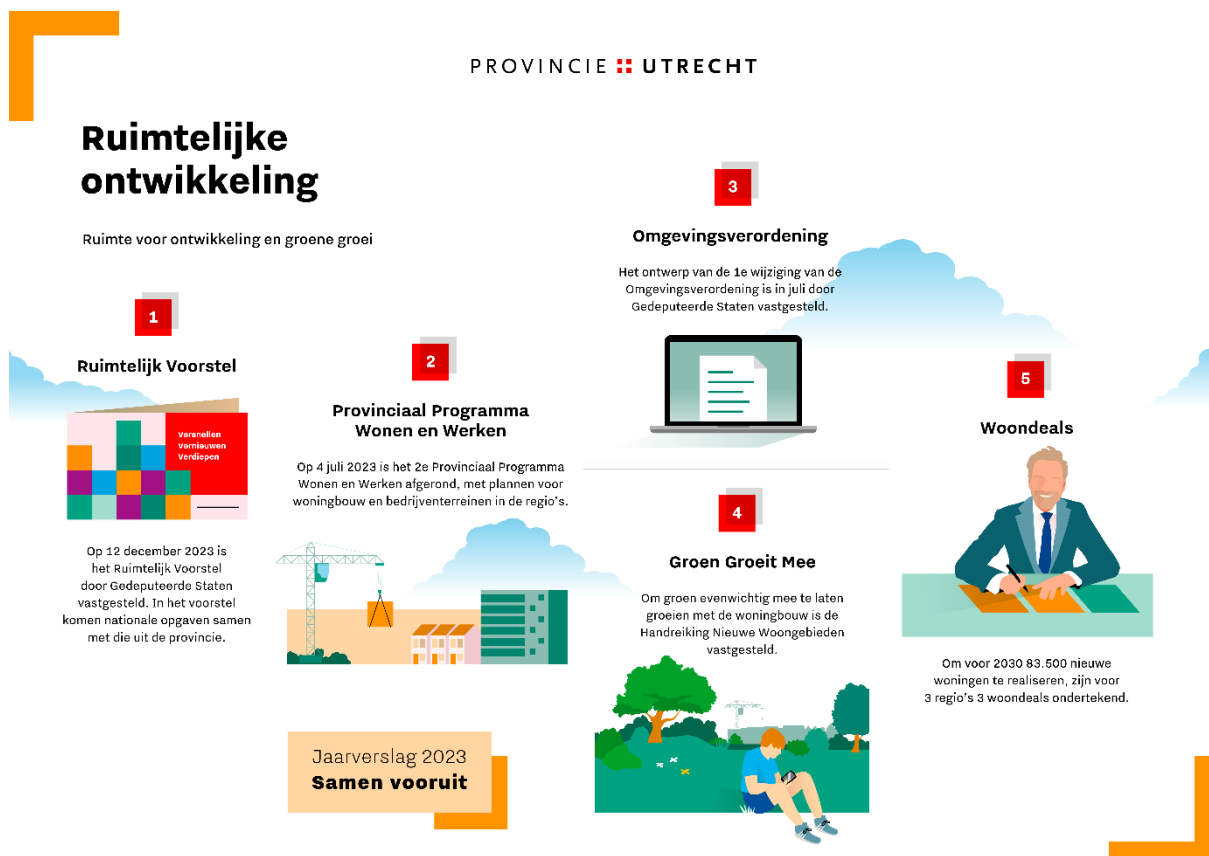 PROVINCIE UTRECHT
Ruimtelijke
ontwikkeling
Ruimte voor ontwikkeling en groene groei
1
Ruimtelijk Voorstel
Versnellen
Vernieuwen
Verdiepen
Op 12 december 2023 is
het Ruimtelijk Voorstel
door Gedeputeerde Staten
vastgesteld. In het voorstel
komen nationale opgaven samen
met die uit de provincie.
2
Provinciaal Programma
Wonen en Werken
Op 4 juli 2023 is het 2e Provinciaal Programma
Wonen en Werken afgerond, met plannen voor
woningbouw en bedrijventerreinen in de regio's.
3
Omgevingsverordening
Het ontwerp van de 1e wijziging van de
Omgevingsverordening is in juli door
Gedeputeerde Staten vastgesteld.
4
Groen Groeit Mee
Om groen evenwichtig mee te laten
groeien met de woningbouw is de
Handreiking Nieuwe Woongebieden
vastgesteld.
5
Woondeals
Om voor 2030 83.500 nieuwe
woningen te realiseren, zijn voor
3 regio's 3 woondeals ondertekend.
Jaarverslag 2023
Samen vooruit